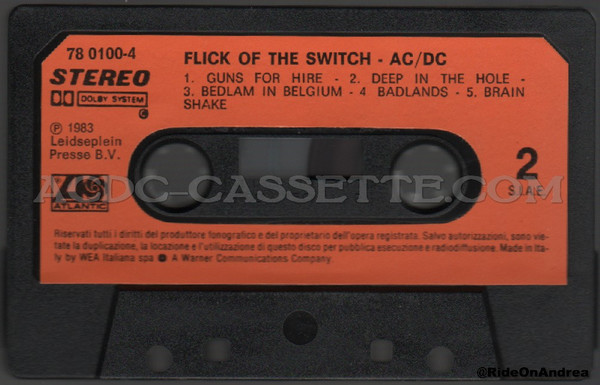 78 0100-4
FLICK OF THE SWITCH - AC/DC
STEREO
1. GUNS FOR HIRE - 2. DEEP IN THE HOLE -
3. BEDLAM IN BELGIUM - 4 BADLANDS - 5. BRAIN
SHAKE
DOLBY SYSTEM
C
Ⓟ 1983
Leidseplein
Presse B.V.
2
S.I.A.E.
AC-DC-CASSETTE.COM
ATLANTIC
Riservati tutti i diritti del produttore fonografico e del proprietario dell'opera registrata. Salvo autorizzazioni, sono vie-
tate la duplicazione, la locazione e l'utilizzazione di questo disco per pubblica esecuzione e radiodiffusione. Made in Ita-
ly by WEA Italiana spa A Warner Communications Company.
@RideOnAndrea